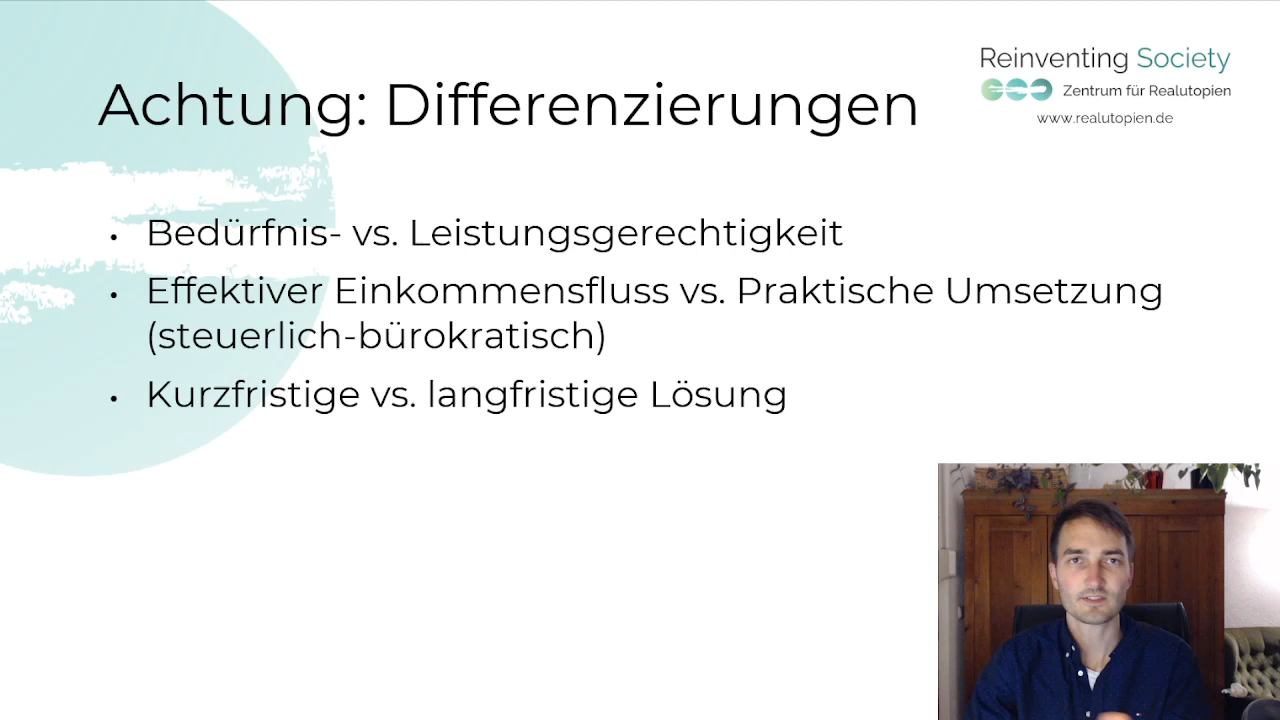 Achtung: Differenzierungen
Reinventing Society
Zentrum für Realutopien
www.realutopien.de
• Bedürfnis- vs. Leistungsgerechtigkeit
• Effektiver Einkommensfluss vs. Praktische Umsetzung
(steuerlich-bürokratisch)
• Kurzfristige vs. langfristige Lösung